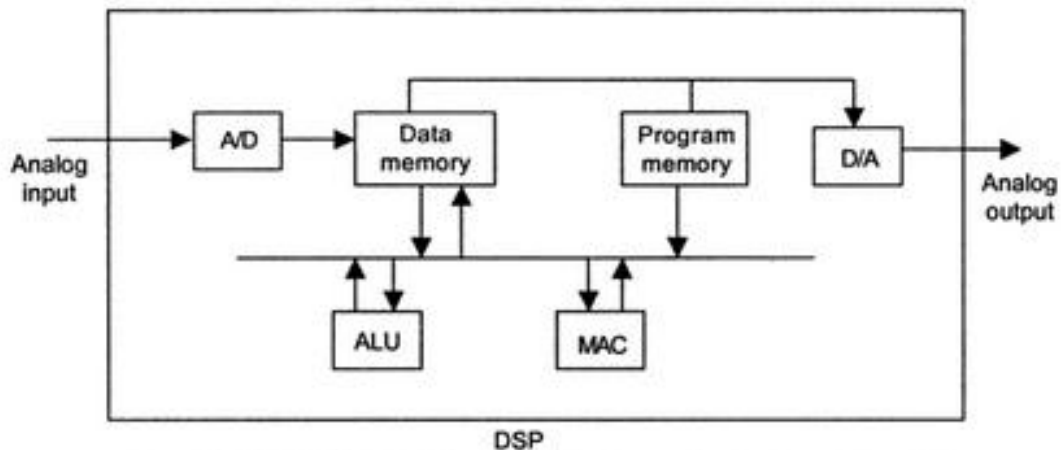 Analog
input
A/D
Data
memory
Program
memory
D/A
Analog
output
ALU
MAC
DSP